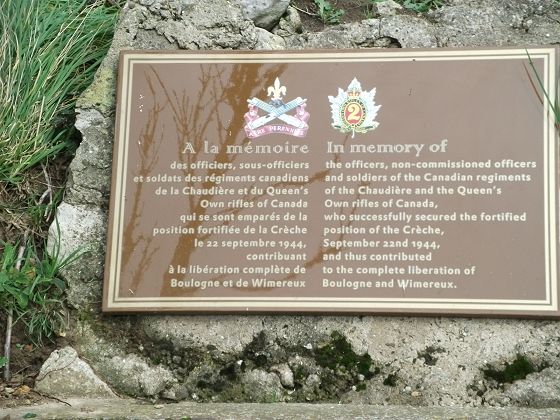 ÆRE PERENNIUS
2
A la mémoire
des officiers, sous-officiers
et soldats des régiments canadiens
de la Chaudière et du Queen's
Own rifles of Canada
qui se sont emparés de la
position fortifiée de la Crèche
le 22 septembre 1944,
contribuant
à la libération complète de
Boulogne et de Wimereux
In memory of
the officers, non-commissioned officers
and soldiers of the Canadian regiments
of the Chaudière and the Queen's
Own rifles of Canada,
who successfully secured the fortified
position of the Crèche,
September 22nd 1944,
and thus contributed
to the complete liberation of
Boulogne and Wimereux.